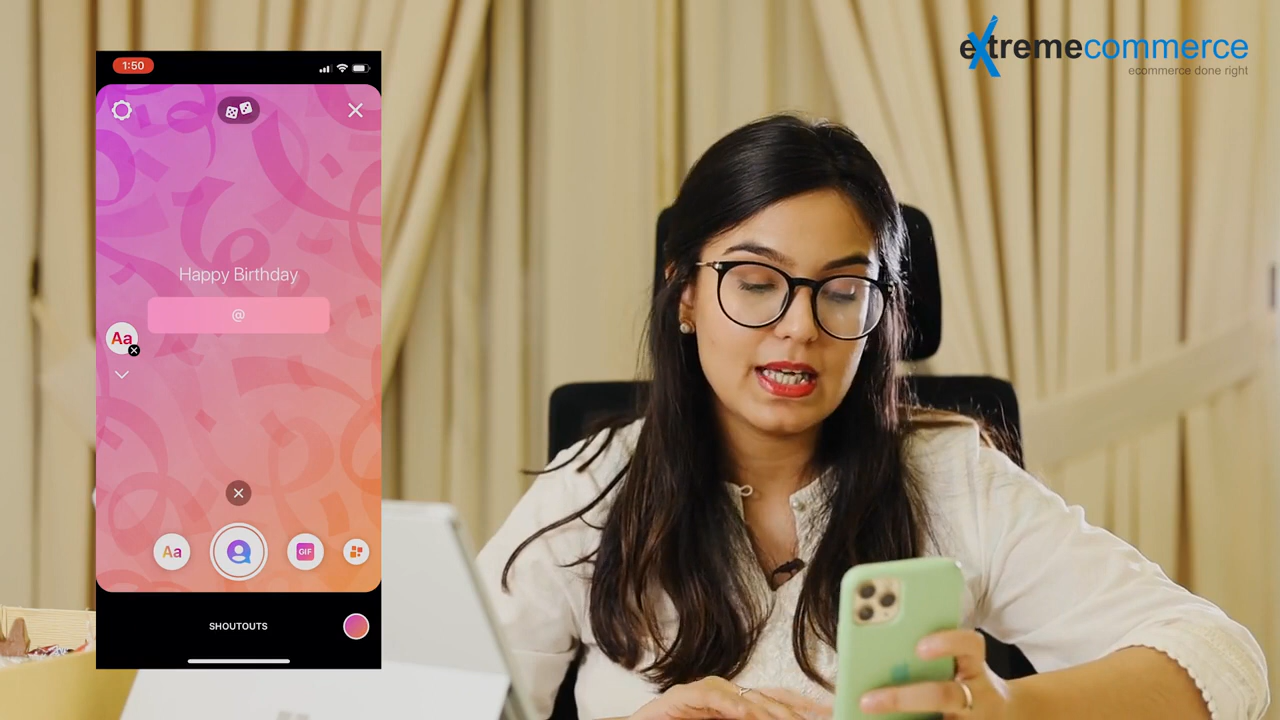 extremecommerce
ecommerce done right
1:50
Happy Birthday
@
Aa
Aa
GIF
SHOUTOUTS